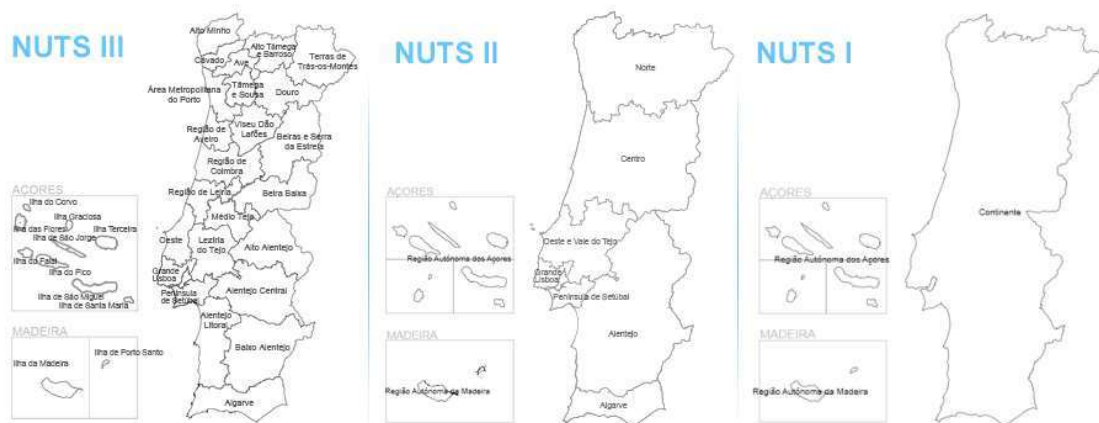 NUTS III
Alto Minho
Alto Tâmega
e Barroso
Terras de
Trás-os-Montes
Cávado
Ave
Área Metropolitana
do Porto
Tâmega
e Sousa
Douro
Região de
Aveiro
Viseu Dão
Lafões
Beiras e Serra
da Estrela
Região de
Coimbra
Região de Leiria
Beira Baixa
Médio Tejo
Oeste
Lezíria
do Tejo
Alto Alentejo
Grande
Lisboa
Península
de Setúbal
Alentejo Central
Alentejo
Litoral
Baixo Alentejo
Algarve
AÇORES
Ilha do Corvo
Ilha Graciosa
Ilha das Flores
Ilha Terceira
Ilha de São Jorge
Ilha do Faial
Ilha do Pico
Ilha de São Miguel
Ilha de Santa Maria
MADEIRA
Ilha de Porto Santo
Ilha da Madeira
NUTS II
Norte
Centro
Oeste e Vale do Tejo
Grande
Lisboa
Península de Setúbal
Alentejo
Algarve
AÇORES
Região Autónoma dos Açores
MADEIRA
Região Autónoma da Madeira
NUTS I
Continente
AÇORES
Região Autónoma dos Açores
MADEIRA
Região Autónoma da Madeira